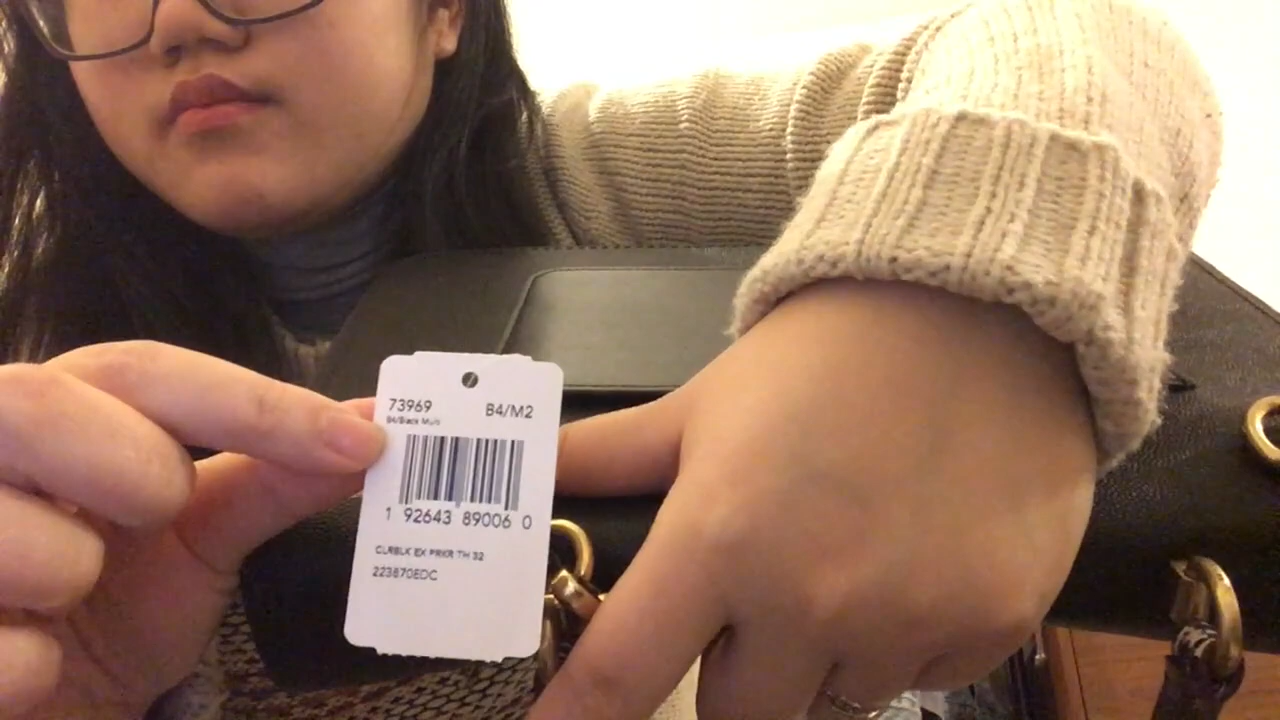 73969 B4/M2
B4/Black Multi
1 92643 89006 0
CLRBLK EX PRKR TH 32
223870EDC